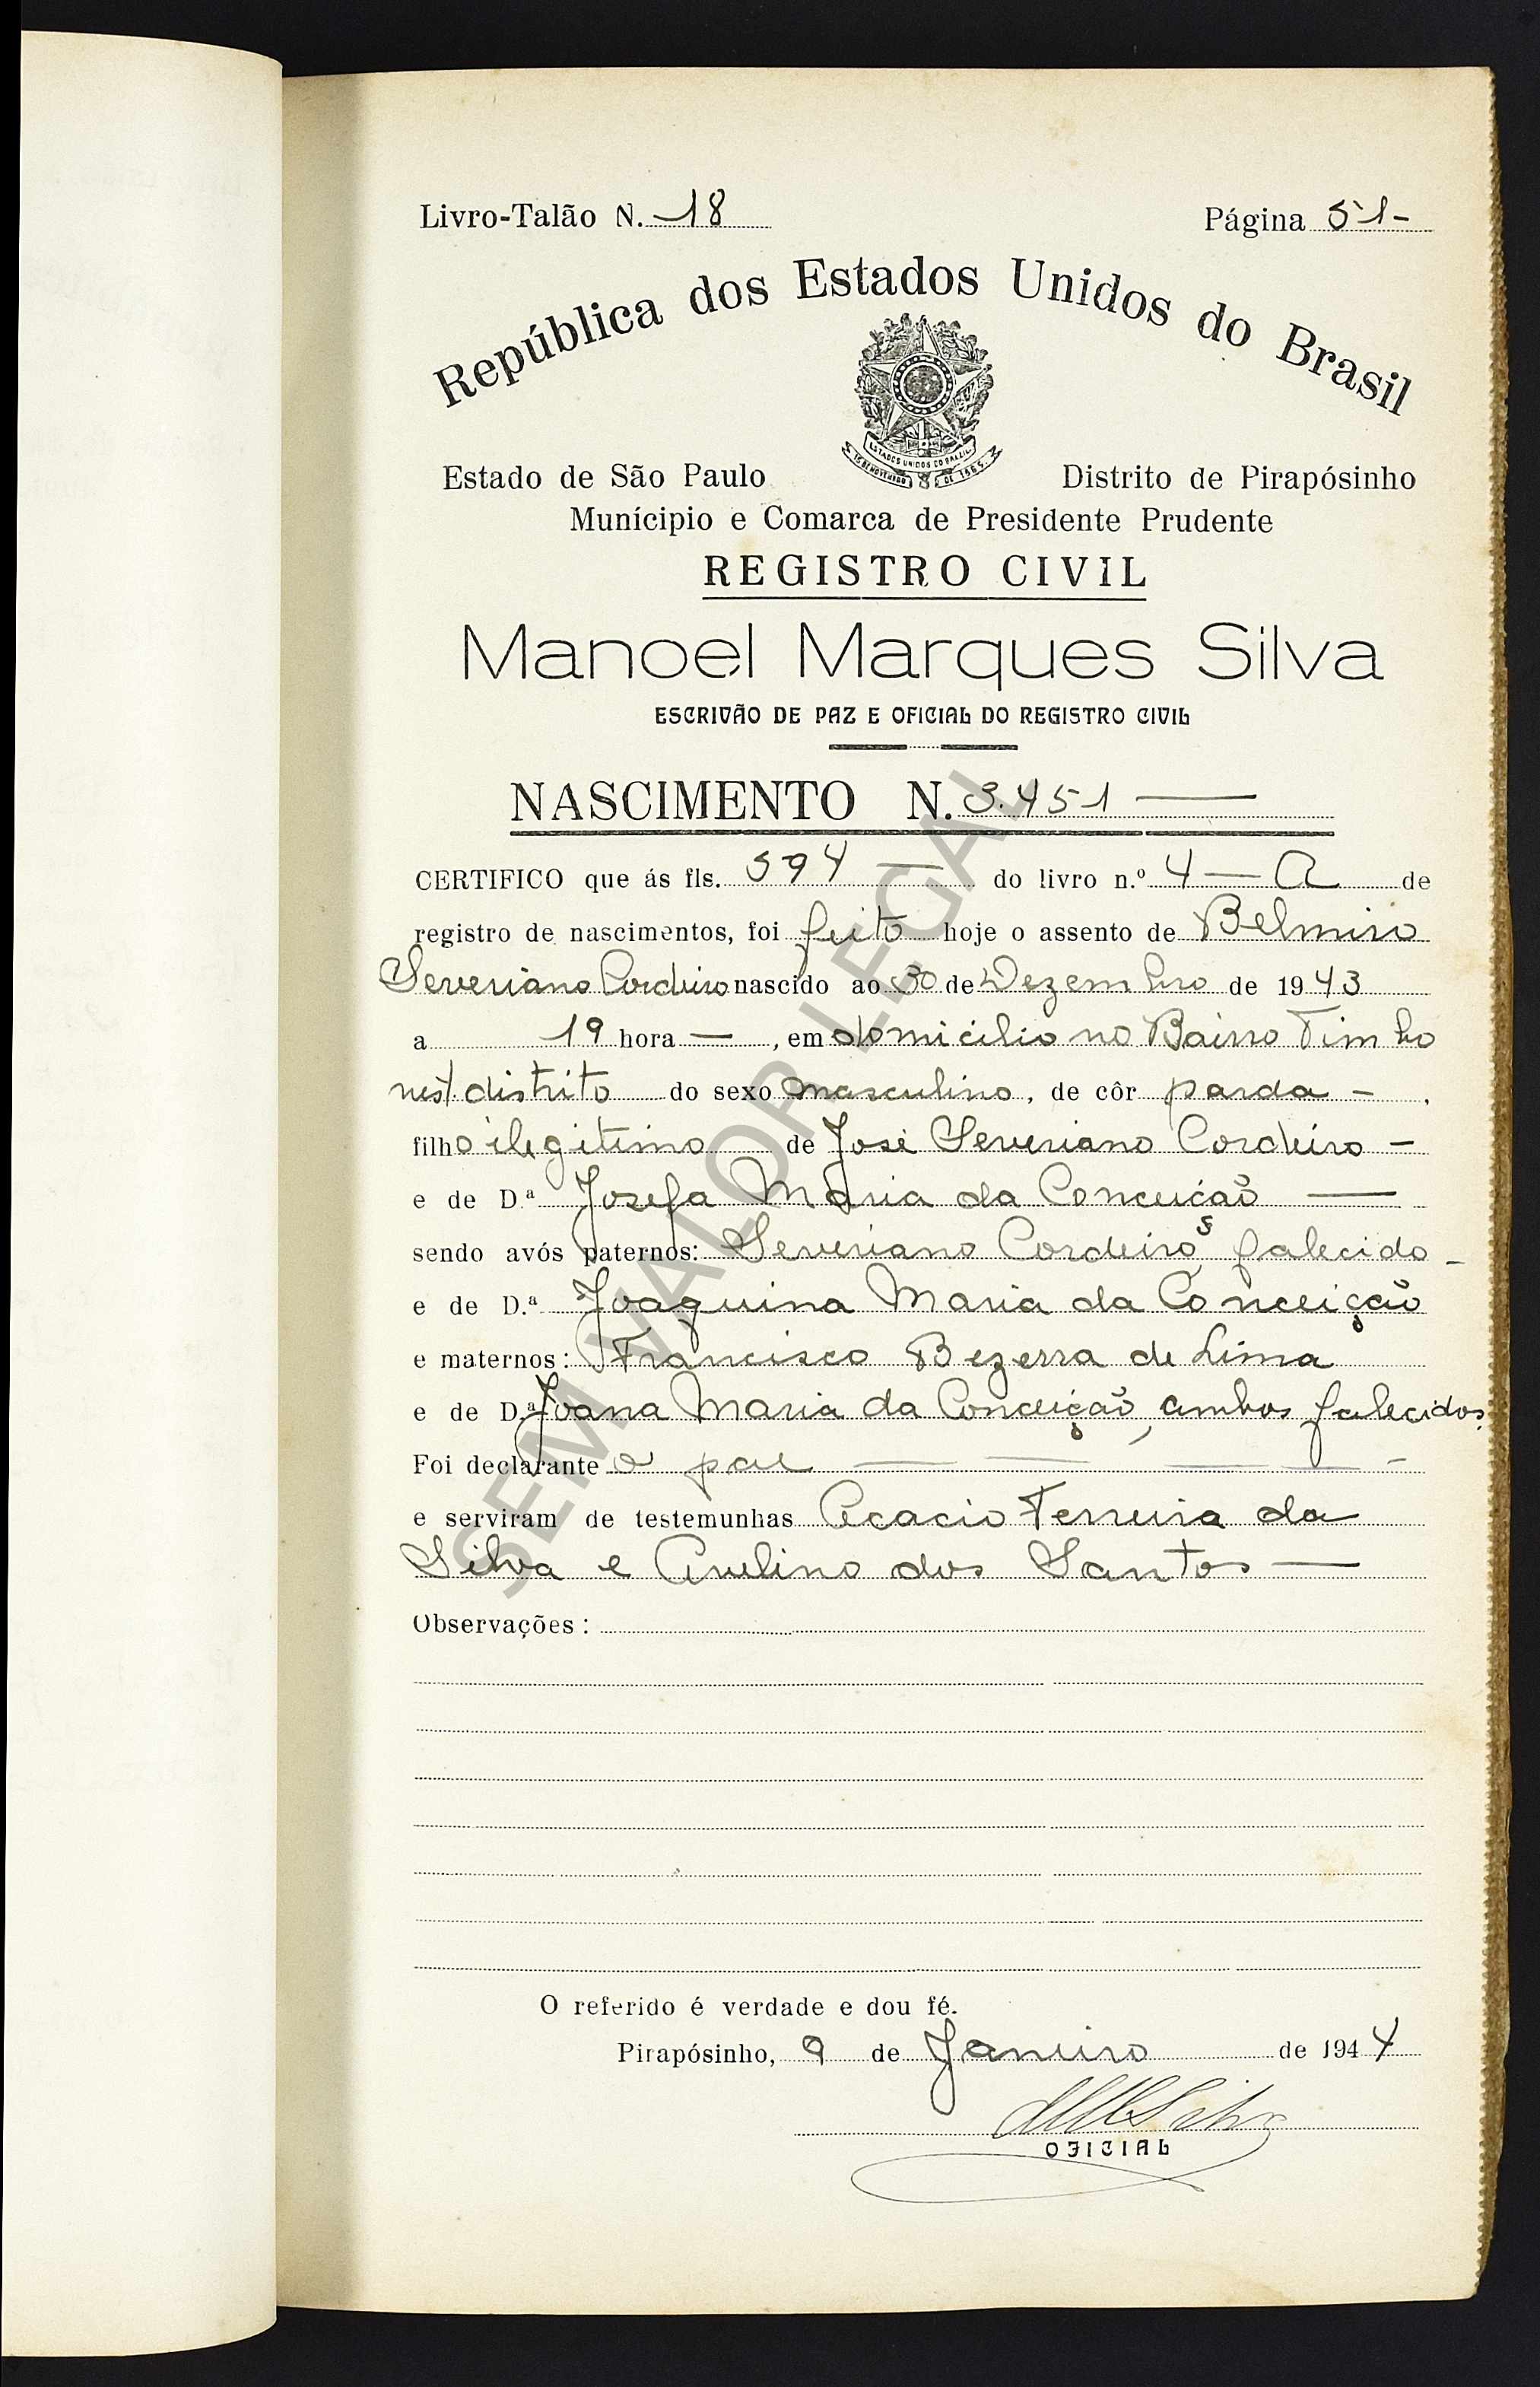 Livro-Talão N. 18 Página 51-
República dos Estados Unidos do Brasil
ESTADOS UNIDOS DO BRAZIL
15 DE NOVEMBRO DE 1889
Estado de São Paulo Distrito de Pirapósinho
Munícipio e Comarca de Presidente Prudente
REGISTRO CIVIL
Manoel Marques Silva
ESCRIVÃO DE PAZ E OFICIAL DO REGISTRO CIVIL
NASCIMENTO N. 3.451 —
CERTIFICO que ás fls. 594 — do livro n.º 4 — A de
registro de nascimentos, foi feito hoje o assento de Belmiro
Severiano Cordeiro nascido ao 30 de Dezembro de 1943
a 19 hora — , em domicilio no Bairro Timbo
nest. distrito do sexo masculino, de côr parda - .
filho ilegitimo de José Severiano Cordeiro -
e de D.ª Josefa Maria da Conceição —
sendo avós paternos: Severiano Cordeiro, falecido -
e de D.ª Joaquina Maria da Conceição
e maternos: Francisco Bezerra de Lima
e de D.ª Joana Maria da Conceição, ambos falecidos.
Foi declarante o pai — — — — -
e serviram de testemunhas Acacio Ferreira da
Silva e Avelino dos Santos —
Observações:
O referido é verdade e dou fé.
Pirapósinho, 9 de Janeiro de 1944
MMSilva
OFICIAL
SEM VALOR LEGAL